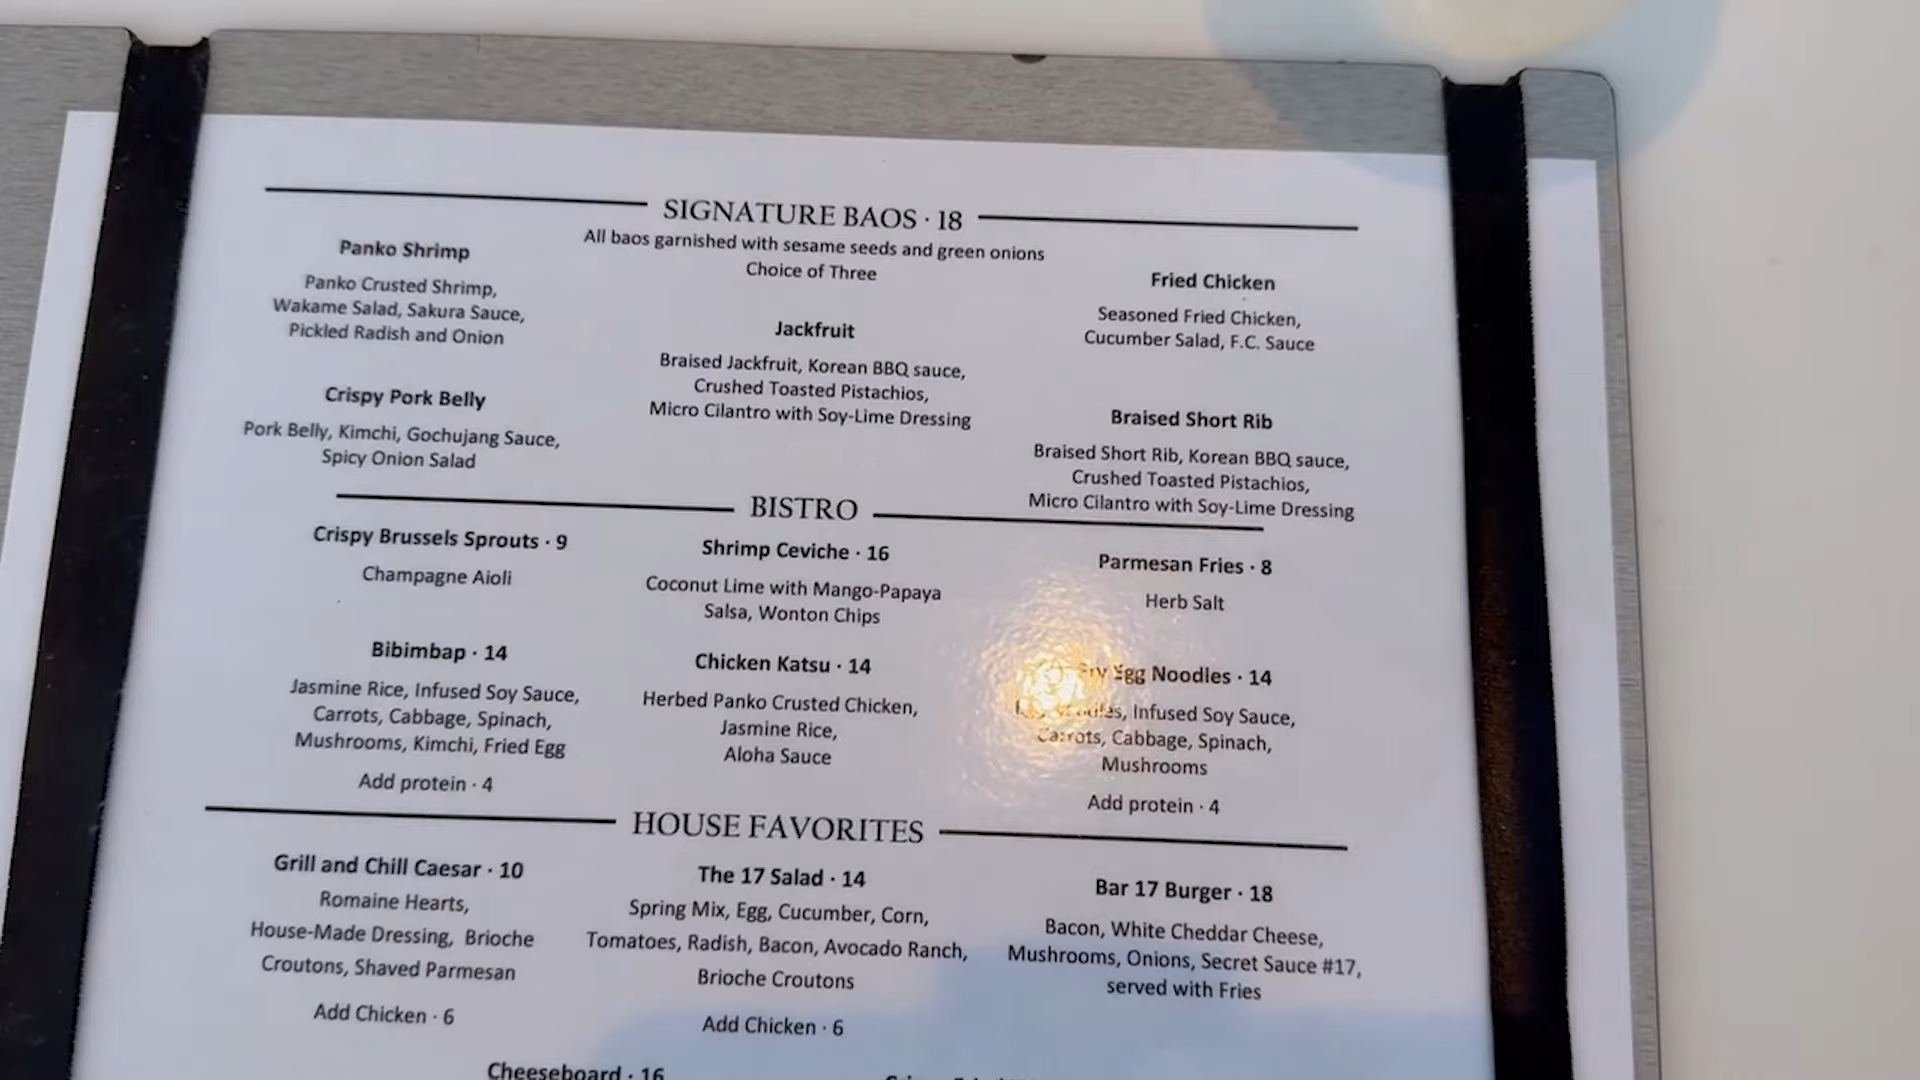 SIGNATURE BAOS · 18
All baos garnished with sesame seeds and green onions
Choice of Three
Panko Shrimp
Panko Crusted Shrimp,
Wakame Salad, Sakura Sauce,
Pickled Radish and Onion
Jackfruit
Braised Jackfruit, Korean BBQ sauce,
Crushed Toasted Pistachios,
Micro Cilantro with Soy-Lime Dressing
Fried Chicken
Seasoned Fried Chicken,
Cucumber Salad, F.C. Sauce
Crispy Pork Belly
Pork Belly, Kimchi, Gochujang Sauce,
Spicy Onion Salad
Braised Short Rib
Braised Short Rib, Korean BBQ sauce,
Crushed Toasted Pistachios,
Micro Cilantro with Soy-Lime Dressing
BISTRO
Crispy Brussels Sprouts · 9
Champagne Aioli
Shrimp Ceviche · 16
Coconut Lime with Mango-Papaya
Salsa, Wonton Chips
Parmesan Fries · 8
Herb Salt
Bibimbap · 14
Jasmine Rice, Infused Soy Sauce,
Carrots, Cabbage, Spinach,
Mushrooms, Kimchi, Fried Egg
Add protein · 4
Chicken Katsu · 14
Herbed Panko Crusted Chicken,
Jasmine Rice,
Aloha Sauce
Egg Noodles · 14
Infused Soy Sauce,
Carrots, Cabbage, Spinach,
Mushrooms
Add protein · 4
HOUSE FAVORITES
Grill and Chill Caesar · 10
Romaine Hearts,
House-Made Dressing, Brioche
Croutons, Shaved Parmesan
Add Chicken · 6
The 17 Salad · 14
Spring Mix, Egg, Cucumber, Corn,
Tomatoes, Radish, Bacon, Avocado Ranch,
Brioche Croutons
Add Chicken · 6
Bar 17 Burger · 18
Bacon, White Cheddar Cheese,
Mushrooms, Onions, Secret Sauce #17,
served with Fries
Cheeseboard · 16